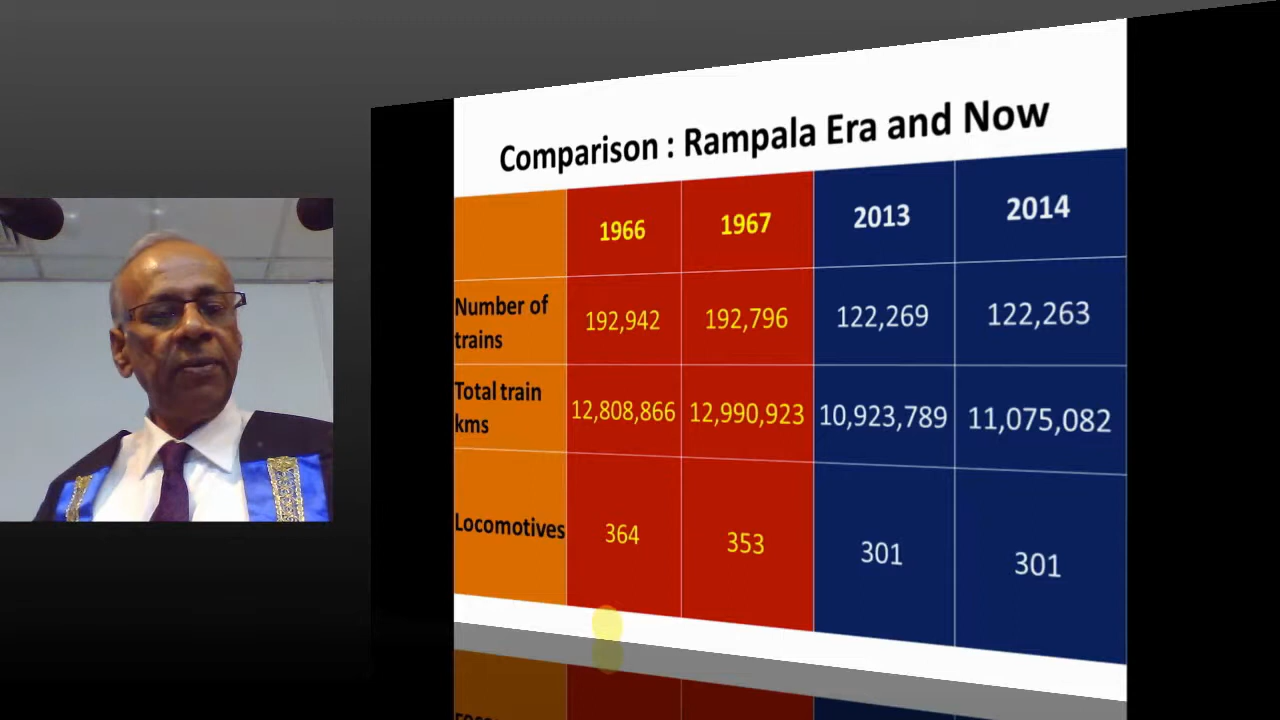 Comparison : Rampala Era and Now
1966 1967 2013 2014
Number of
trains
192,942 192,796 122,269 122,263
Total train
kms
12,808,866 12,990,923 10,923,789 11,075,082
Locomotives 364 353 301 301